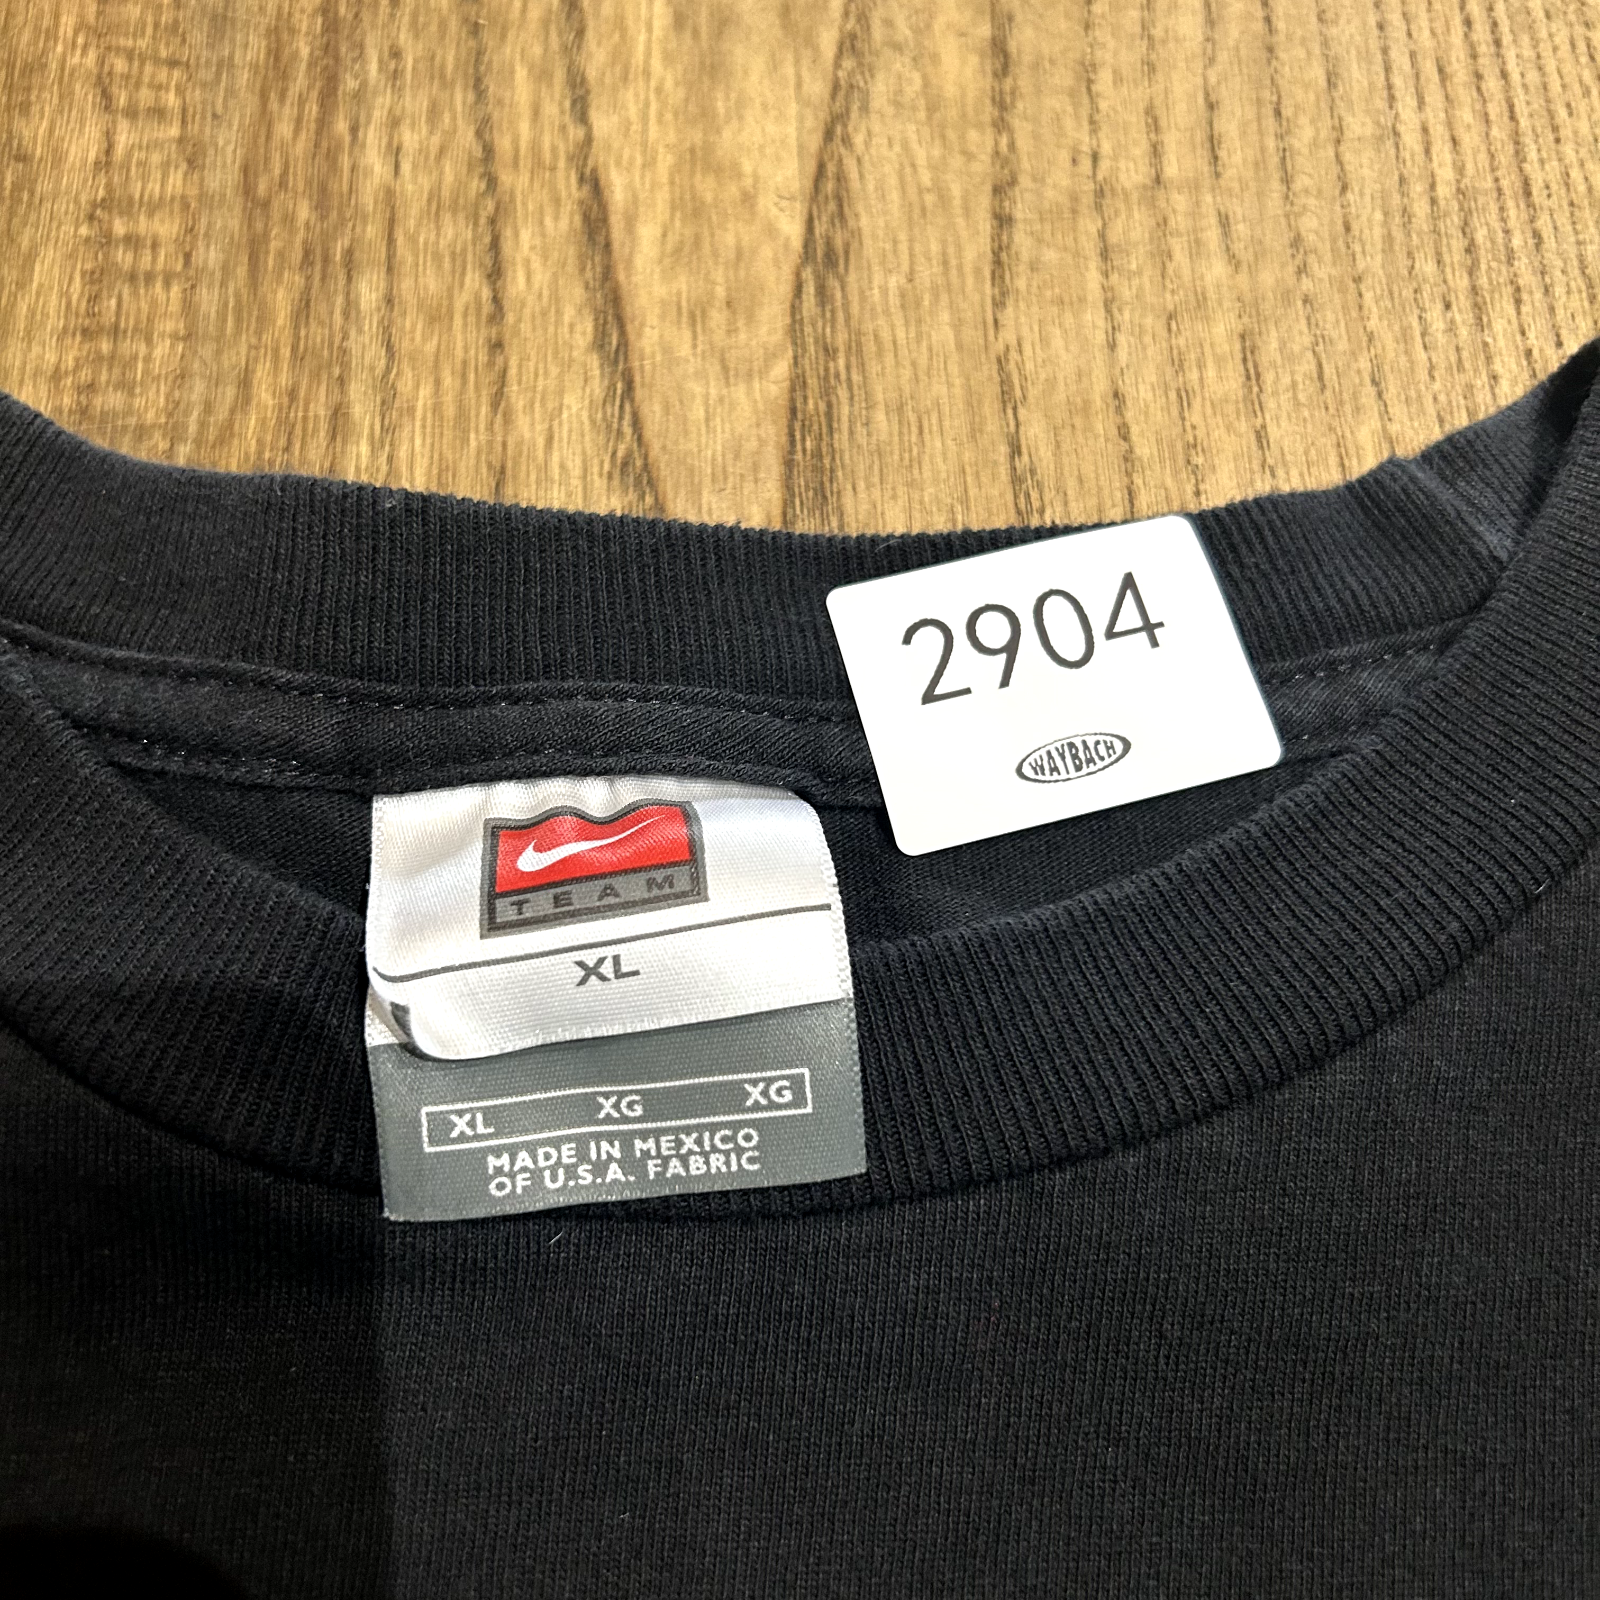 2904
WAYBACH
TEAM
XL
XL XG XG
MADE IN MEXICO
OF U.S.A. FABRIC